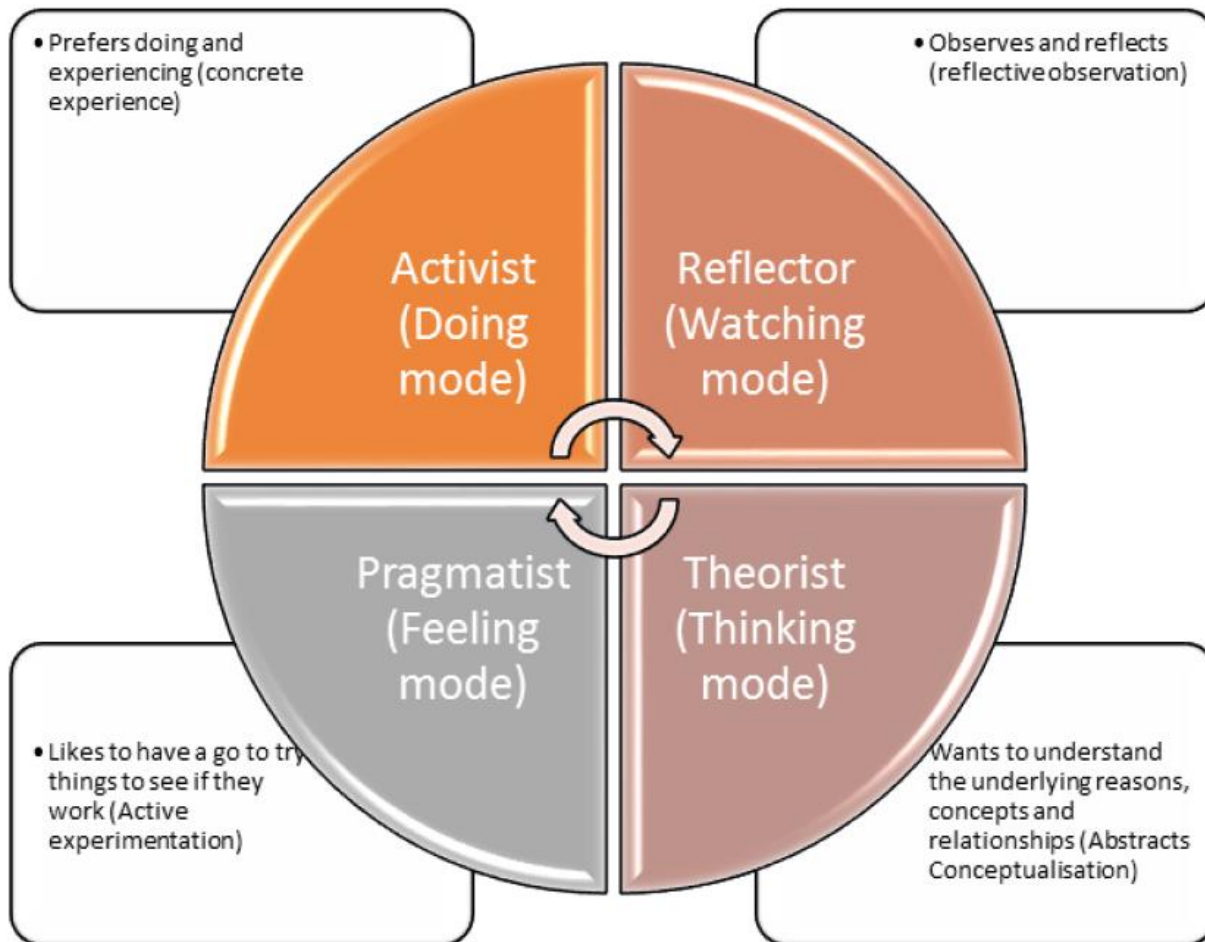 • Prefers doing and
experiencing (concrete
experience)
• Observes and reflects
(reflective observation)
Activist
(Doing
mode)
Reflector
(Watching
mode)
Pragmatist
(Feeling
mode)
Theorist
(Thinking
mode)
• Likes to have a go to try
things to see if they
work (Active
experimentation)
Wants to understand
the underlying reasons,
concepts and
relationships (Abstracts
Conceptualisation)